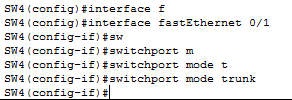 SW4(config)#interface f
SW4(config)#interface fastEthernet 0/1
SW4(config-if)#sw
SW4(config-if)#switchport m
SW4(config-if)#switchport mode t
SW4(config-if)#switchport mode trunk
SW4(config-if)#